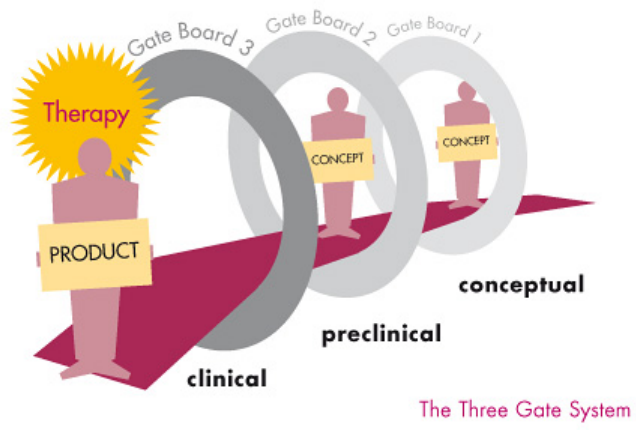 Gate Board 3
Gate Board 2
Gate Board 1
Therapy
CONCEPT
CONCEPT
PRODUCT
conceptual
preclinical
clinical
The Three Gate System